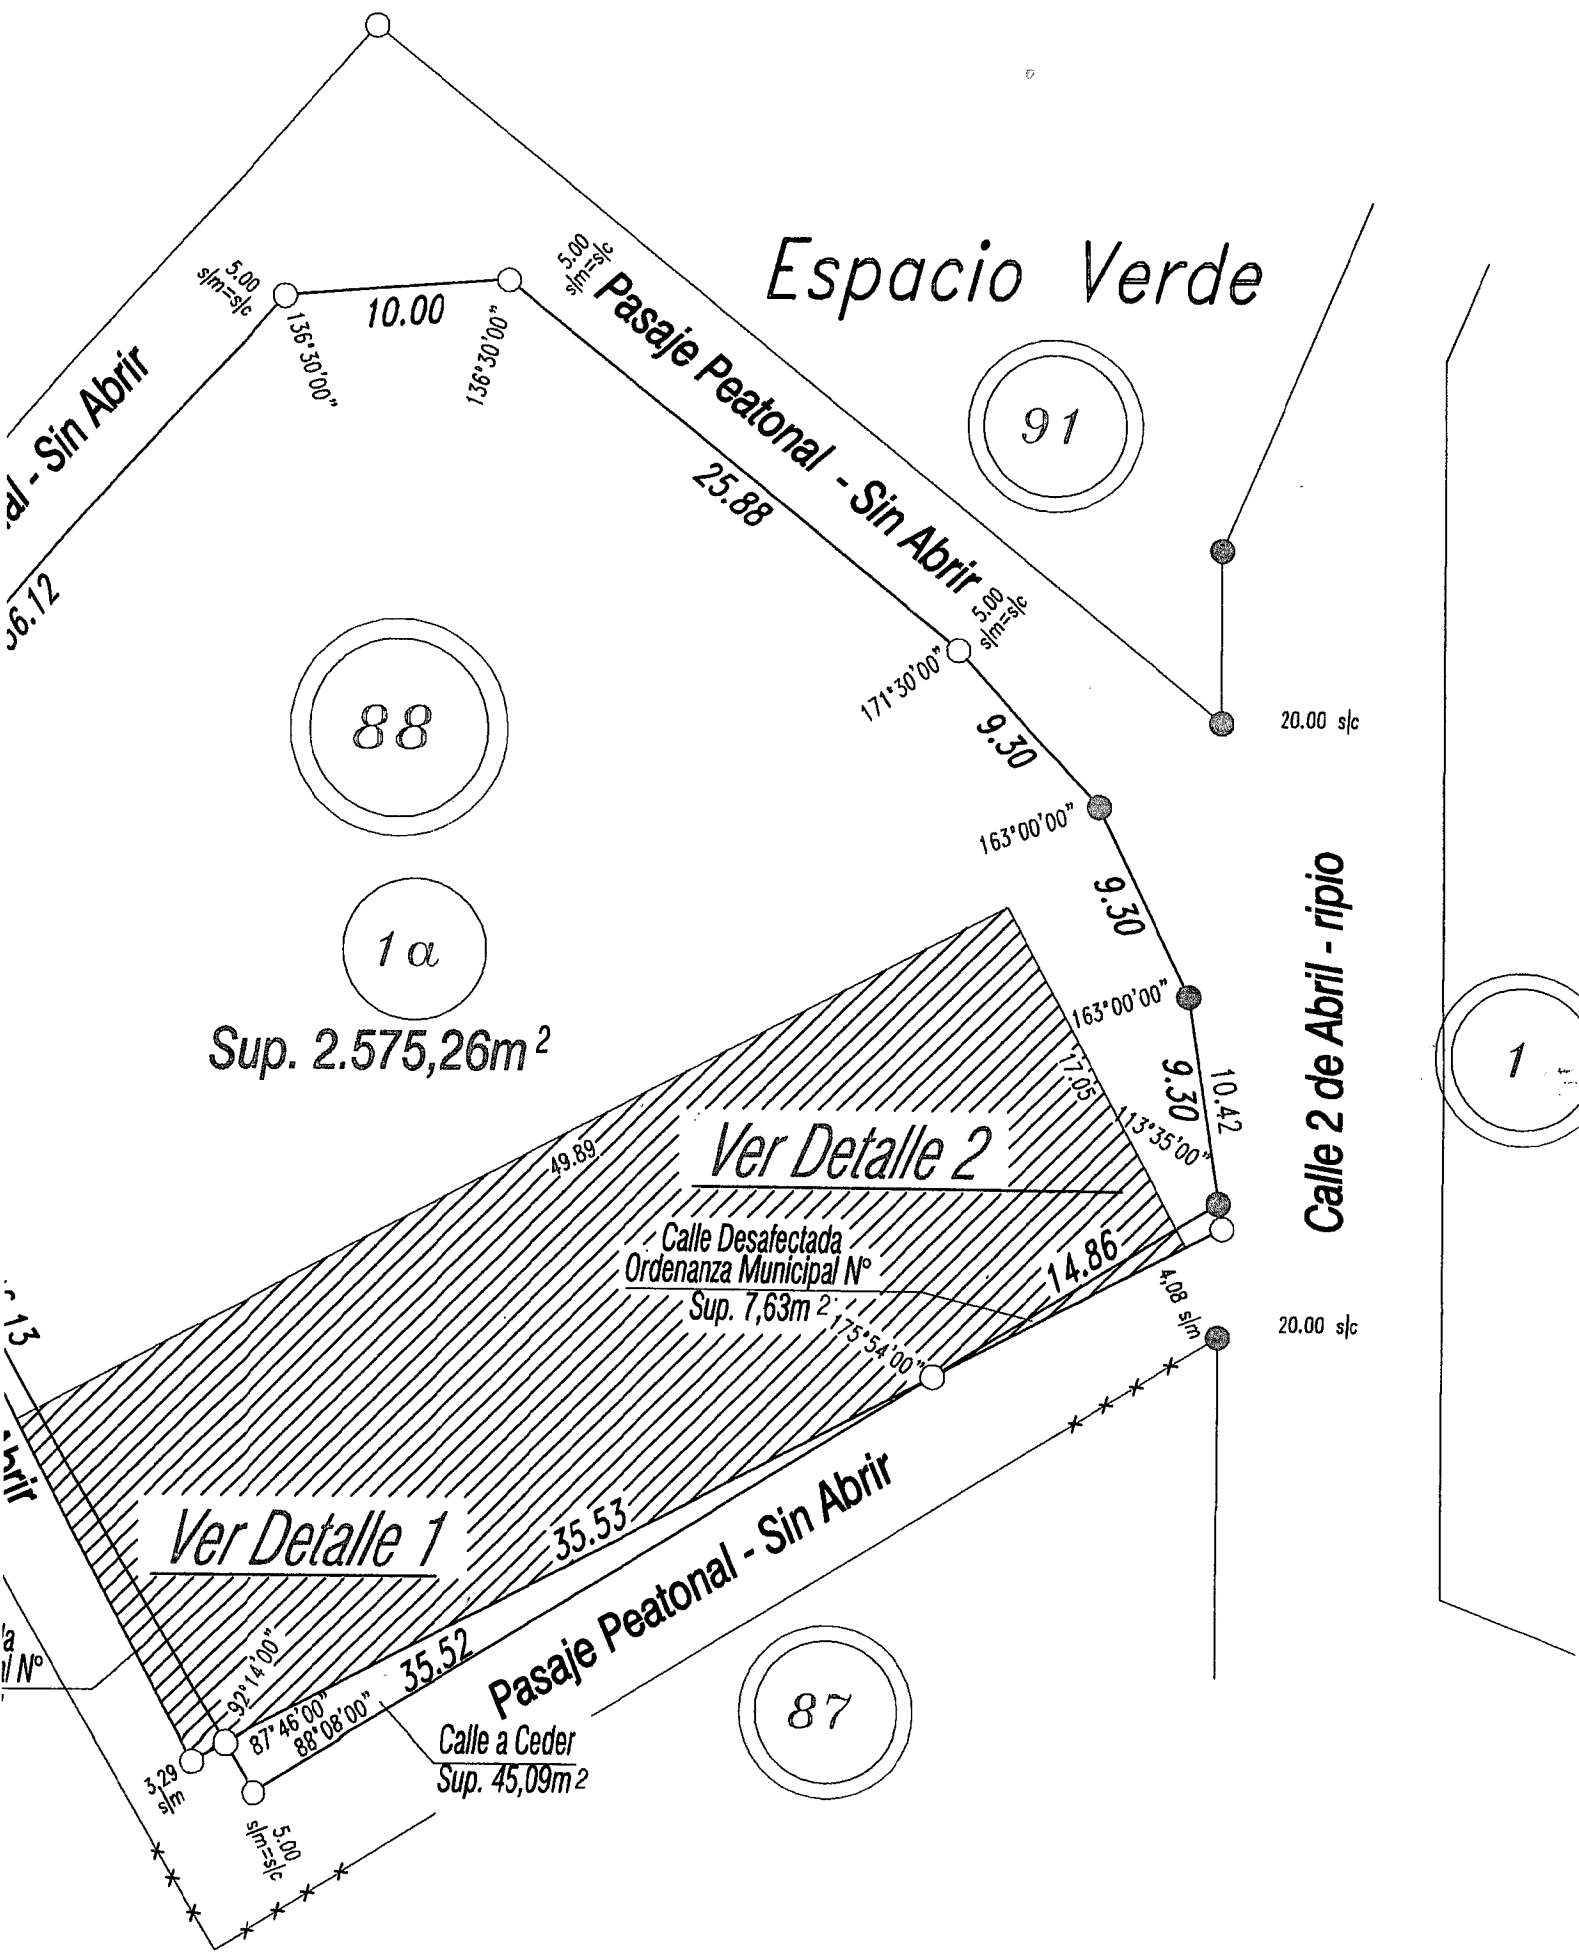 Espacio Verde
5.00
s/m=s/c
5.00
s/m=s/c
10.00
136°30'00"
136°30'00"
Pasaje Peatonal - Sin Abrir
al - Sin Abrir
91
25.88
5.00
s/m=s/c
6.12
171°30'00"
88
9.30
20.00 s/c
163°00'00"
9.30
Calle 2 de Abril - ripio
1a
163°00'00"
Sup. 2.575,26m²
17.05
9.30
10.42
1
113°35'00"
49.89
Ver Detalle 2
Calle Desafectada
Ordenanza Municipal N°
Sup. 7,63m²
14.86
4,08 s/m
20.00 s/c
175°54'00"
13
brir
Ver Detalle 1
35.53
Pasaje Peatonal - Sin Abrir
N°
92°14'00"
35.52
87°46'00"
88°08'00"
87
Calle a Ceder
Sup. 45,09m²
3,29
s/m
5.00
s/m=s/c